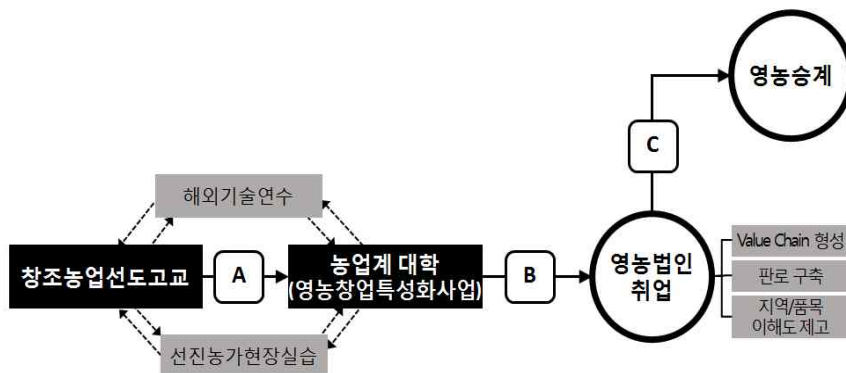 영농승계
C
해외기술연수
창조농업선도고교
A
농업계 대학
(영농창업특성화사업)
B
영농법인
취업
Value Chain 형성
판로 구축
지역/품목
이해도 제고
선진농가현장실습